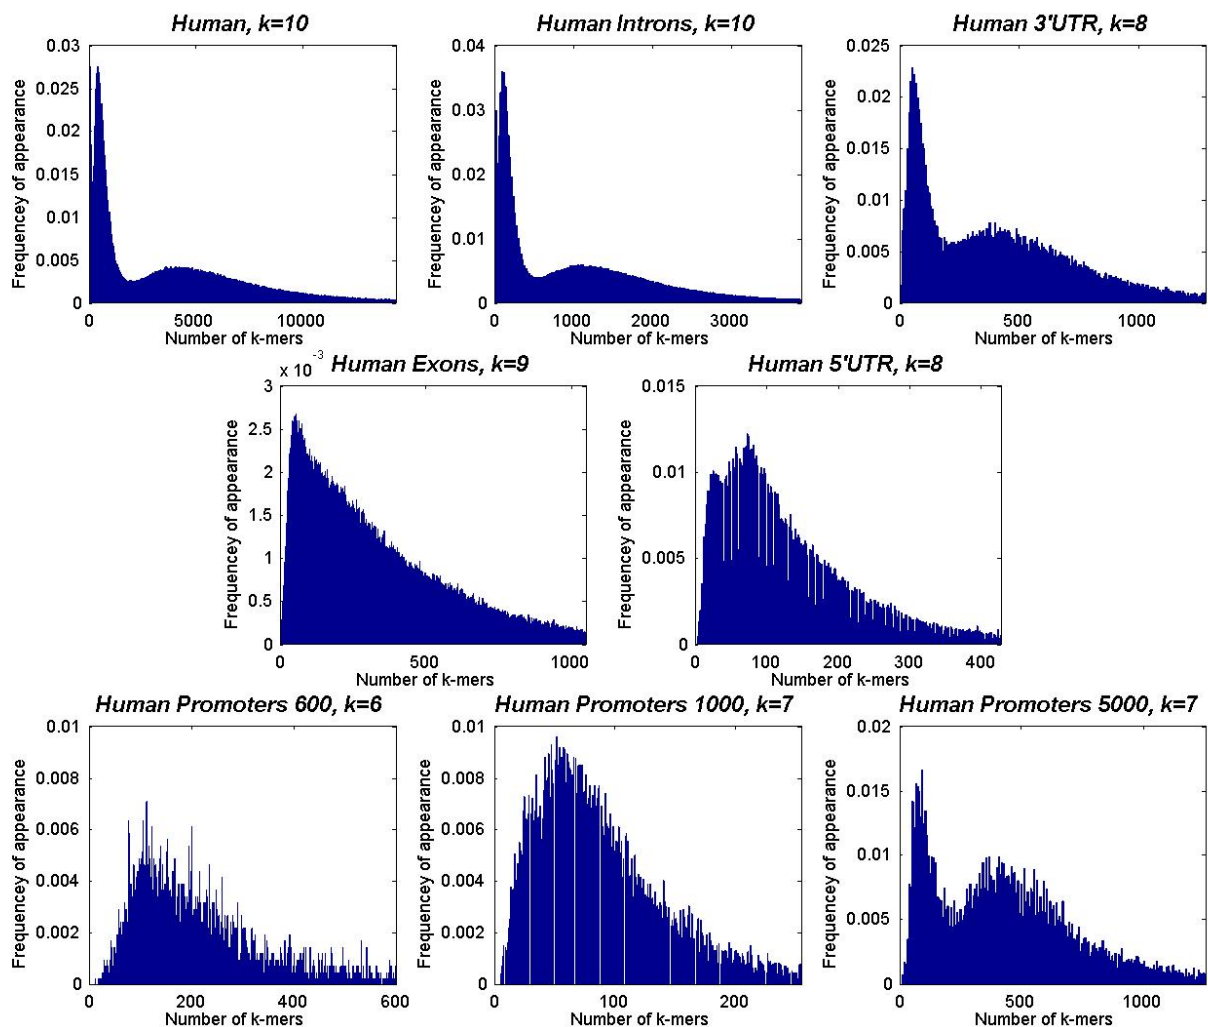 Human, k=10
0.03
0.025
0.02
0.015
0.01
0.005
0
Frequencey of appearance
0 5000 10000
Number of k-mers
Human Introns, k=10
0.04
0.03
0.02
0.01
0
Frequencey of appearance
0 1000 2000 3000
Number of k-mers
Human 3'UTR, k=8
0.025
0.02
0.015
0.01
0.005
0
Frequencey of appearance
0 500 1000
Number of k-mers
x 10-3
Human Exons, k=9
3
2.5
2
1.5
1
0.5
0
Frequencey of appearance
0 500 1000
Number of k-mers
Human 5'UTR, k=8
0.015
0.01
0.005
0
Frequencey of appearance
0 100 200 300 400
Number of k-mers
Human Promoters 600, k=6
0.01
0.008
0.006
0.004
0.002
0
Frequencey of appearance
0 200 400 600
Number of k-mers
Human Promoters 1000, k=7
0.01
0.008
0.006
0.004
0.002
0
Frequencey of appearance
0 100 200
Number of k-mers
Human Promoters 5000, k=7
0.02
0.015
0.01
0.005
0
Frequencey of appearance
0 500 1000
Number of k-mers